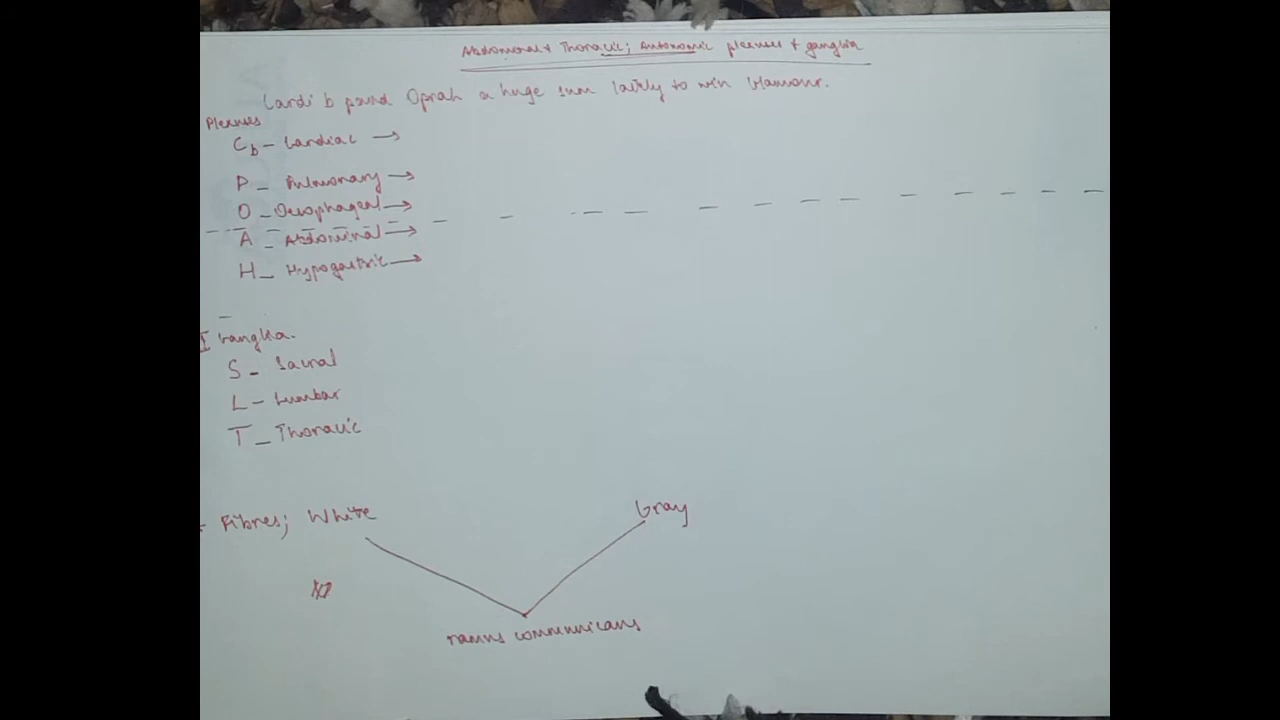 Abdominal & Thoracic; Autonomic plexuses & ganglia
Cardi b paid Oprah a huge sum lately to win Glamour.
Plexuses
Cb - Cardiac →
P - Pulmonary →
O - Oesophageal →
A - Abdominal →
H - Hypogastric →
Ganglia.
S - Sacral
L - Lumbar
T - Thoracic
Fibres; White
Gray
ramus communicans